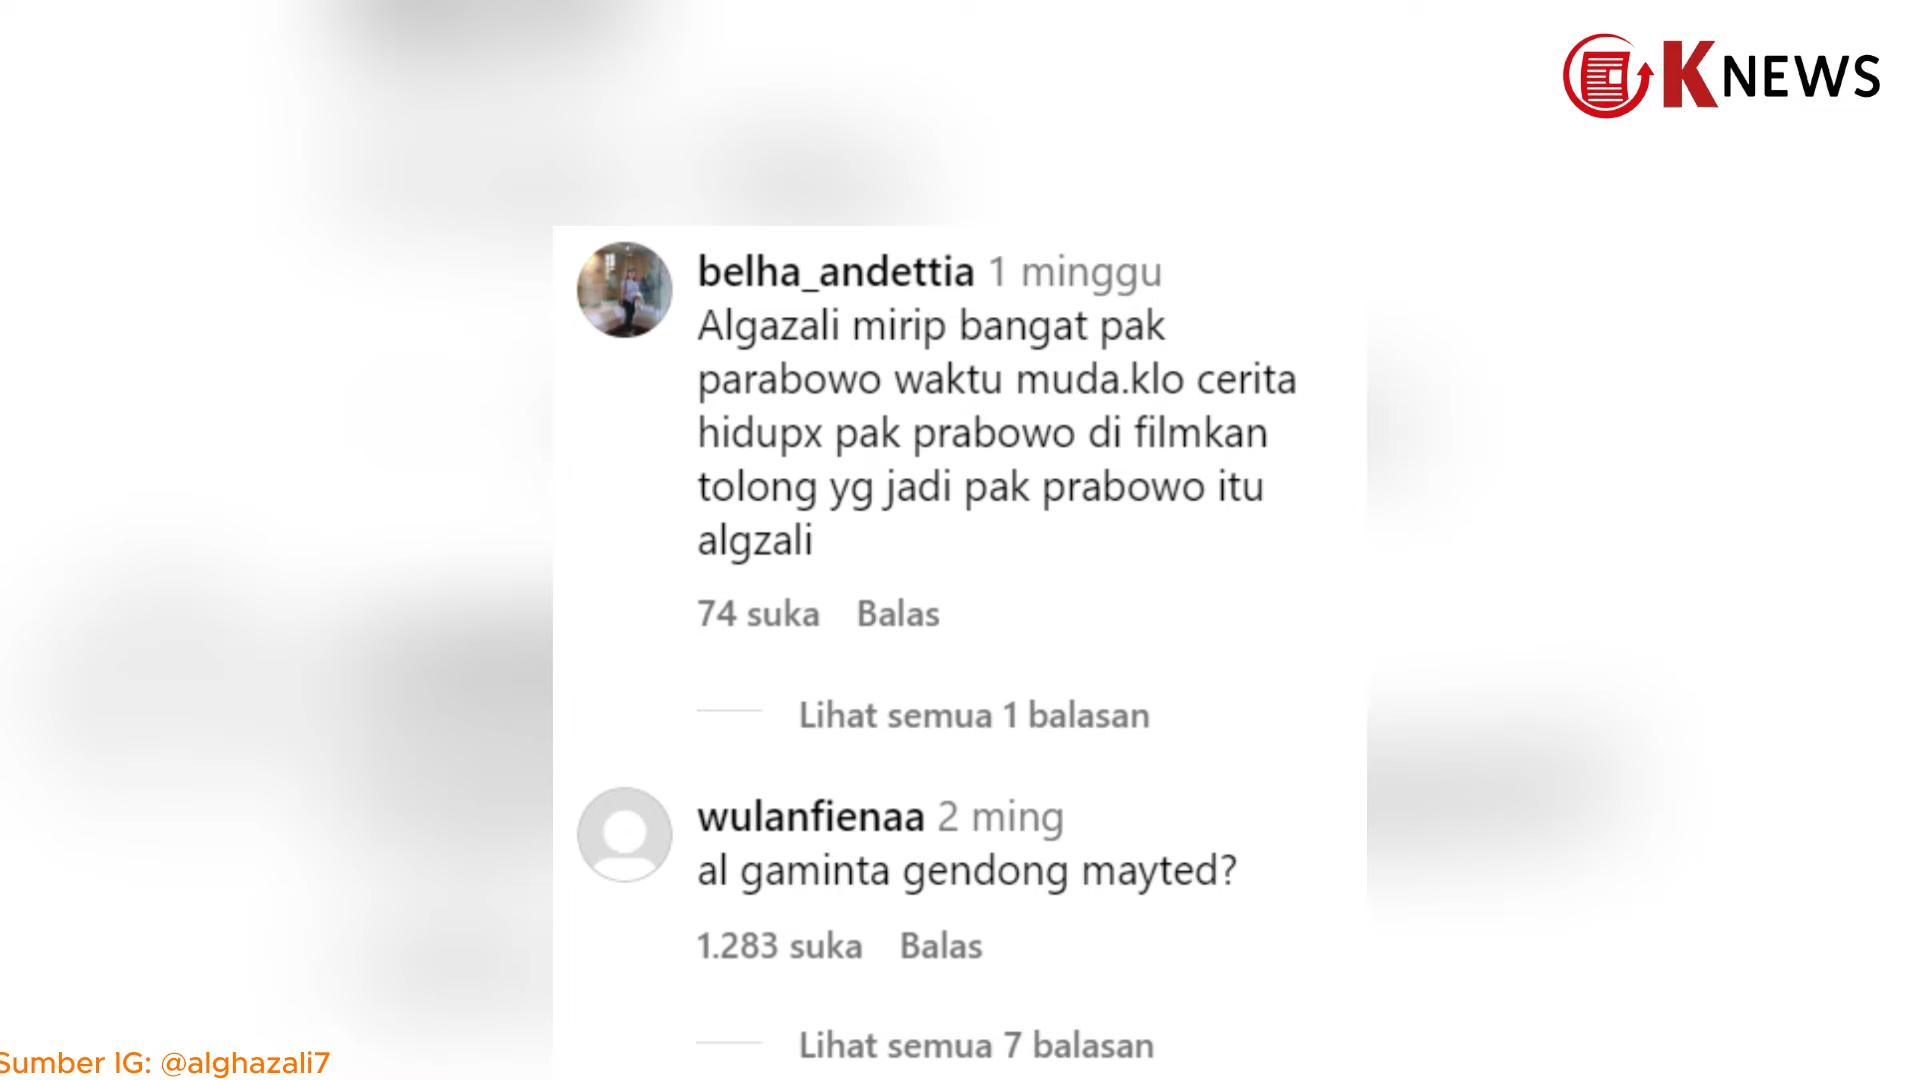 KNEWS
belha_andettia 1 minggu
Algazali mirip bangat pak
parabowo waktu muda.klo cerita
hidupx pak prabowo di filmkan
tolong yg jadi pak prabowo itu
algzali
74 suka Balas
Lihat semua 1 balasan
wulanfienaa 2 ming
al gaminta gendong mayted?
1.283 suka Balas
Lihat semua 7 balasan
Sumber IG: @alghazali7